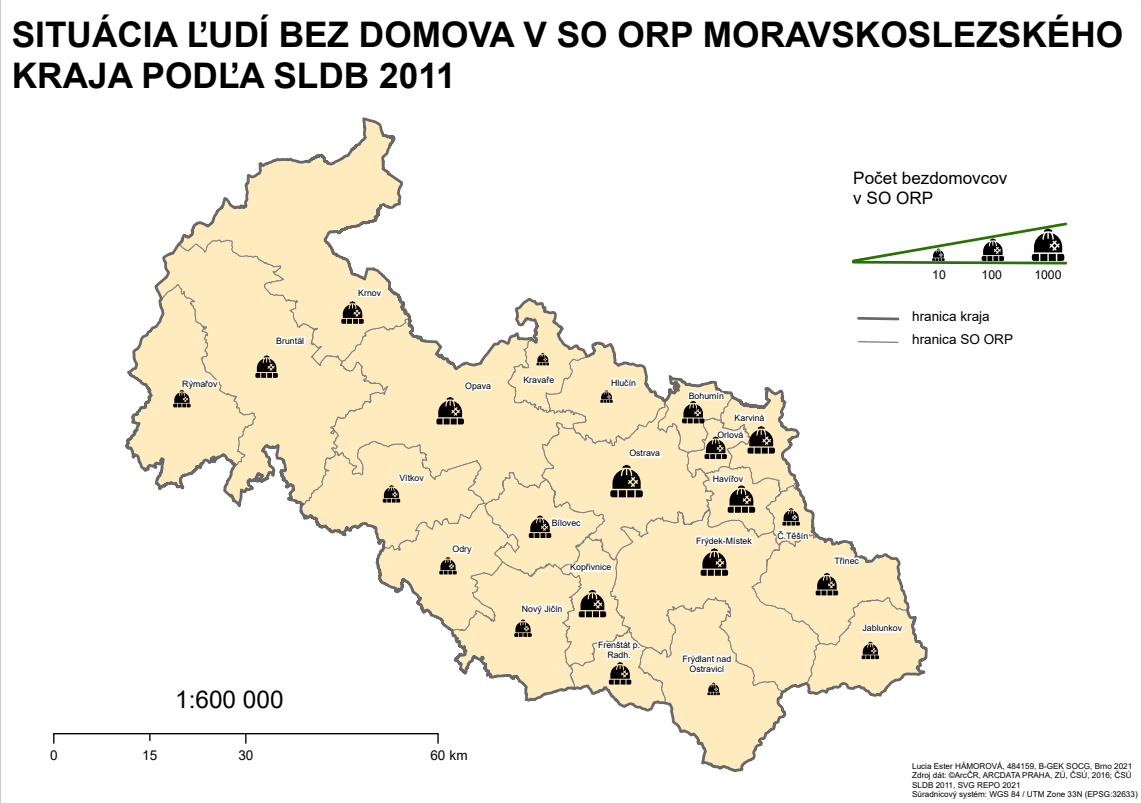 SITUÁCIA ĽUDÍ BEZ DOMOVA V SO ORP MORAVSKOSLEZSKÉHO
KRAJA PODĽA SLDB 2011
Počet bezdomovcov
v SO ORP
10 100 1000
hranica kraja
hranica SO ORP
Krnov
Bruntál
Rýmařov
Opava
Kravaře
Hlučín
Bohumín
Karviná
Orlová
Ostrava
Havířov
Vítkov
Bílovec
Č.Těšín
Frýdek-Místek
Odry
Kopřivnice
Třinec
Nový Jičín
Jablunkov
Frenštát p.
Radh.
Frýdlant nad
Ostravicí
1:600 000
0 15 30 60 km
Lucia Ester HÁMOROVÁ, 484159, B-GEK SOCG, Brno 2021
Zdroj dát: ©ArcČR, ARCDATA PRAHA, ZÚ, ČSÚ, 2016; ČSÚ
SLDB 2011, SVG REPO 2021
Súradnicový systém: WGS 84 / UTM Zone 33N (EPSG:32633)